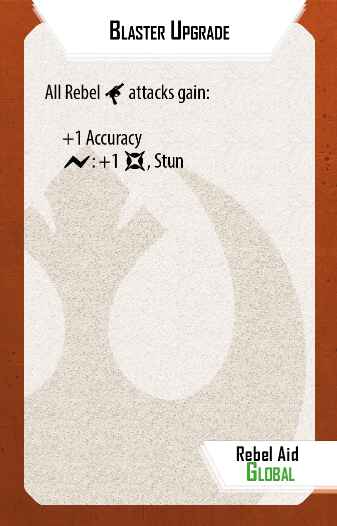 Blaster Upgrade
All Rebel attacks gain:
+1 Accuracy
: +1 , Stun
Rebel Aid
Global